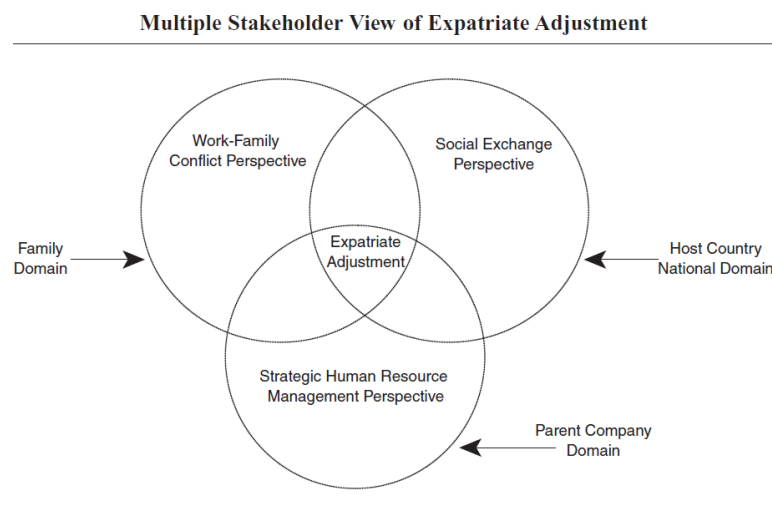 Multiple Stakeholder View of Expatriate Adjustment
Work-Family
Conflict Perspective
Social Exchange
Perspective
Expatriate
Adjustment
Family
Domain
Host Country
National Domain
Strategic Human Resource
Management Perspective
Parent Company
Domain